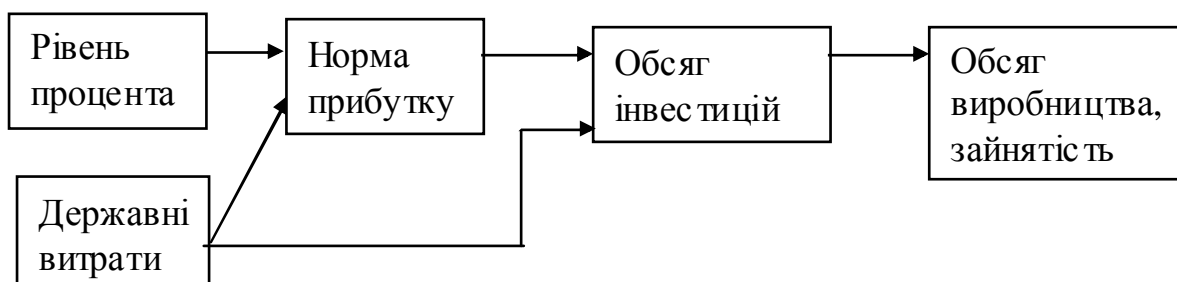 Рівень
процента
Норма
прибутку
Обсяг
інвестицій
Обсяг
виробництва,
зайнятість
Державні
витрати